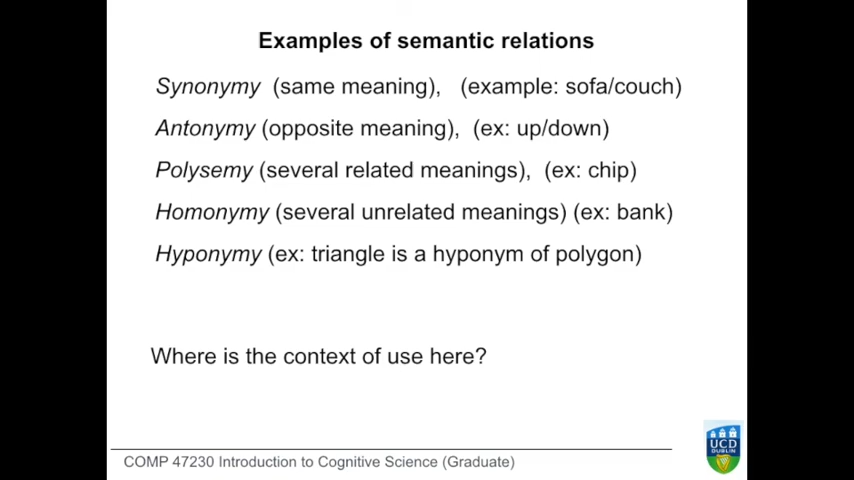 Examples of semantic relations
Synonymy (same meaning), (example: sofa/couch)
Antonymy (opposite meaning), (ex: up/down)
Polysemy (several related meanings), (ex: chip)
Homonymy (several unrelated meanings) (ex: bank)
Hyponymy (ex: triangle is a hyponym of polygon)
Where is the context of use here?
COMP 47230 Introduction to Cognitive Science (Graduate)
UCD
DUBLIN